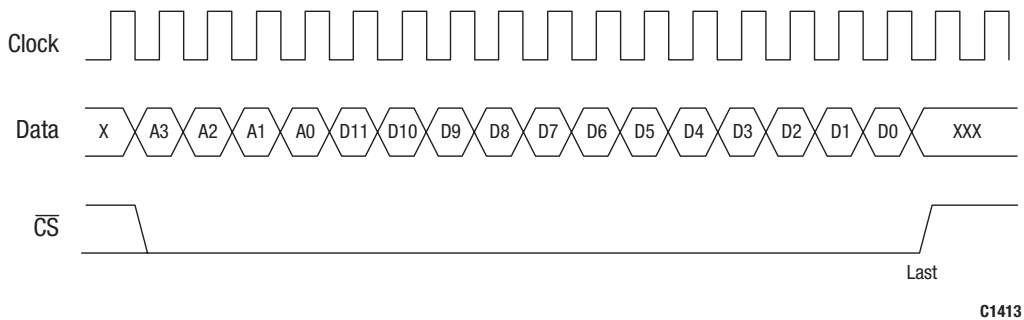 Clock
Data X A3 A2 A1 A0 D11 D10 D9 D8 D7 D6 D5 D4 D3 D2 D1 D0 XXX
C̅S̅
Last
C1413